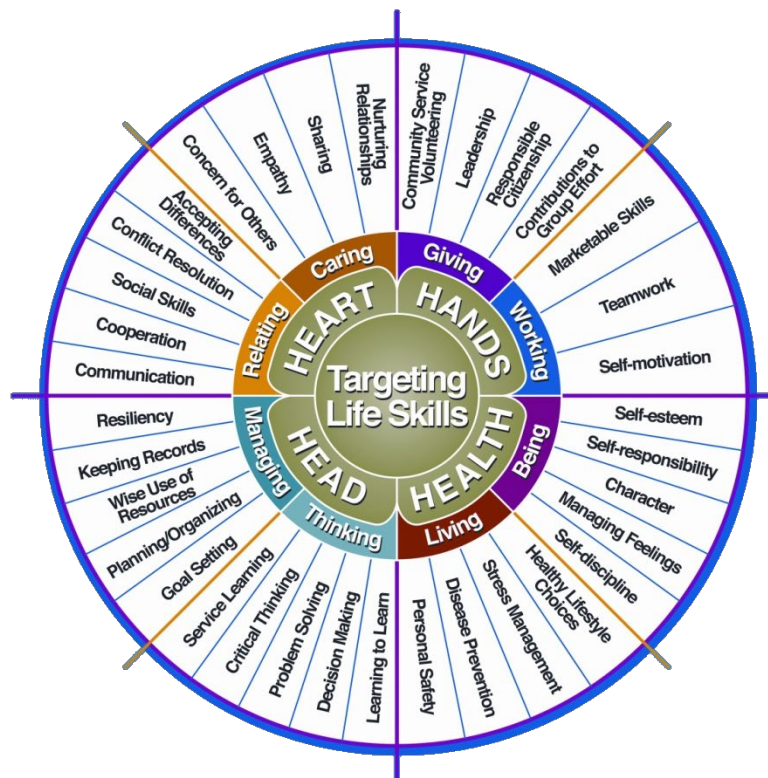 Targeting
Life Skills
HEART
HANDS
HEALTH
HEAD
Caring
Giving
Working
Being
Living
Thinking
Managing
Relating
Nurturing
Relationships
Sharing
Empathy
Concern for Others
Accepting
Differences
Conflict Resolution
Social Skills
Cooperation
Communication
Community Service
Volunteering
Leadership
Responsible
Citizenship
Contributions to
Group Effort
Marketable Skills
Teamwork
Self-motivation
Self-esteem
Self-responsibility
Character
Managing Feelings
Self-discipline
Healthy Lifestyle
Choices
Stress Management
Disease Prevention
Personal Safety
Learning to Learn
Decision Making
Problem Solving
Critical Thinking
Service Learning
Goal Setting
Planning/Organizing
Wise Use of
Resources
Keeping Records
Resiliency